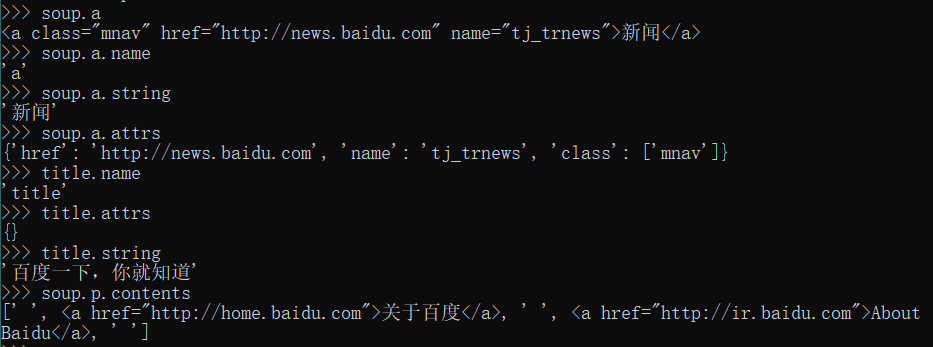 >>> soup.a
<a class="mnav" href="http://news.baidu.com" name="tj_trnews">新闻</a>
>>> soup.a.name
'a'
>>> soup.a.string
'新闻'
>>> soup.a.attrs
{'href': 'http://news.baidu.com', 'name': 'tj_trnews', 'class': ['mnav']}
>>> title.name
'title'
>>> title.attrs
{}
>>> title.string
'百度一下，你就知道'
>>> soup.p.contents
[' ', <a href="http://home.baidu.com">关于百度</a>, ' ', <a href="http://ir.baidu.com">About
Baidu</a>, ' ']